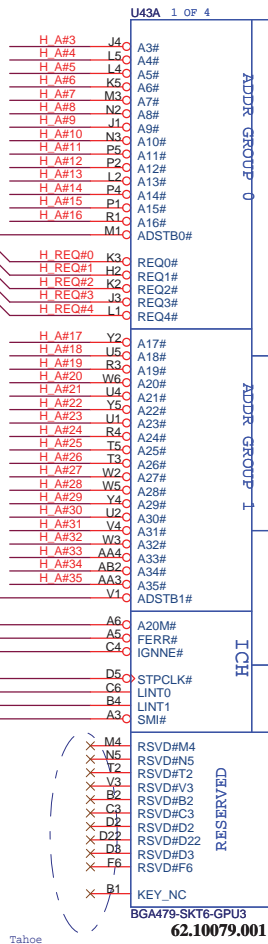 U43A 1 OF 4
H_A#3 J4 A3#
H_A#4 L5 A4#
H_A#5 L4 A5#
H_A#6 K5 A6#
H_A#7 M3 A7#
H_A#8 N2 A8#
H_A#9 J1 A9#
H_A#10 N3 A10#
H_A#11 P5 A11#
H_A#12 P2 A12#
H_A#13 L2 A13#
H_A#14 P4 A14#
H_A#15 P1 A15#
H_A#16 R1 A16#
M1 ADSTB0#
ADDR GROUP 0
H_REQ#0 K3 REQ0#
H_REQ#1 H2 REQ1#
H_REQ#2 K2 REQ2#
H_REQ#3 J3 REQ3#
H_REQ#4 L1 REQ4#
H_A#17 Y2 A17#
H_A#18 U5 A18#
H_A#19 R3 A19#
H_A#20 W6 A20#
H_A#21 U4 A21#
H_A#22 Y5 A22#
H_A#23 U1 A23#
H_A#24 R4 A24#
H_A#25 T5 A25#
H_A#26 T3 A26#
H_A#27 W2 A27#
H_A#28 W5 A28#
H_A#29 Y4 A29#
H_A#30 U2 A30#
H_A#31 V4 A31#
H_A#32 W3 A32#
H_A#33 AA4 A33#
H_A#34 AB2 A34#
H_A#35 AA3 A35#
V1 ADSTB1#
ADDR GROUP 1
A6 A20M#
A5 FERR#
C4 IGNNE#
D5 STPCLK#
C6 LINT0
B4 LINT1
A3 SMI#
ICH
M4 RSVD#M4
N5 RSVD#N5
T2 RSVD#T2
V3 RSVD#V3
B2 RSVD#B2
C3 RSVD#C3
D2 RSVD#D2
D22 RSVD#D22
D3 RSVD#D3
F6 RSVD#F6
B1 KEY_NC
RESERVED
BGA479-SKT6-GPU3
62.10079.001
Tahoe